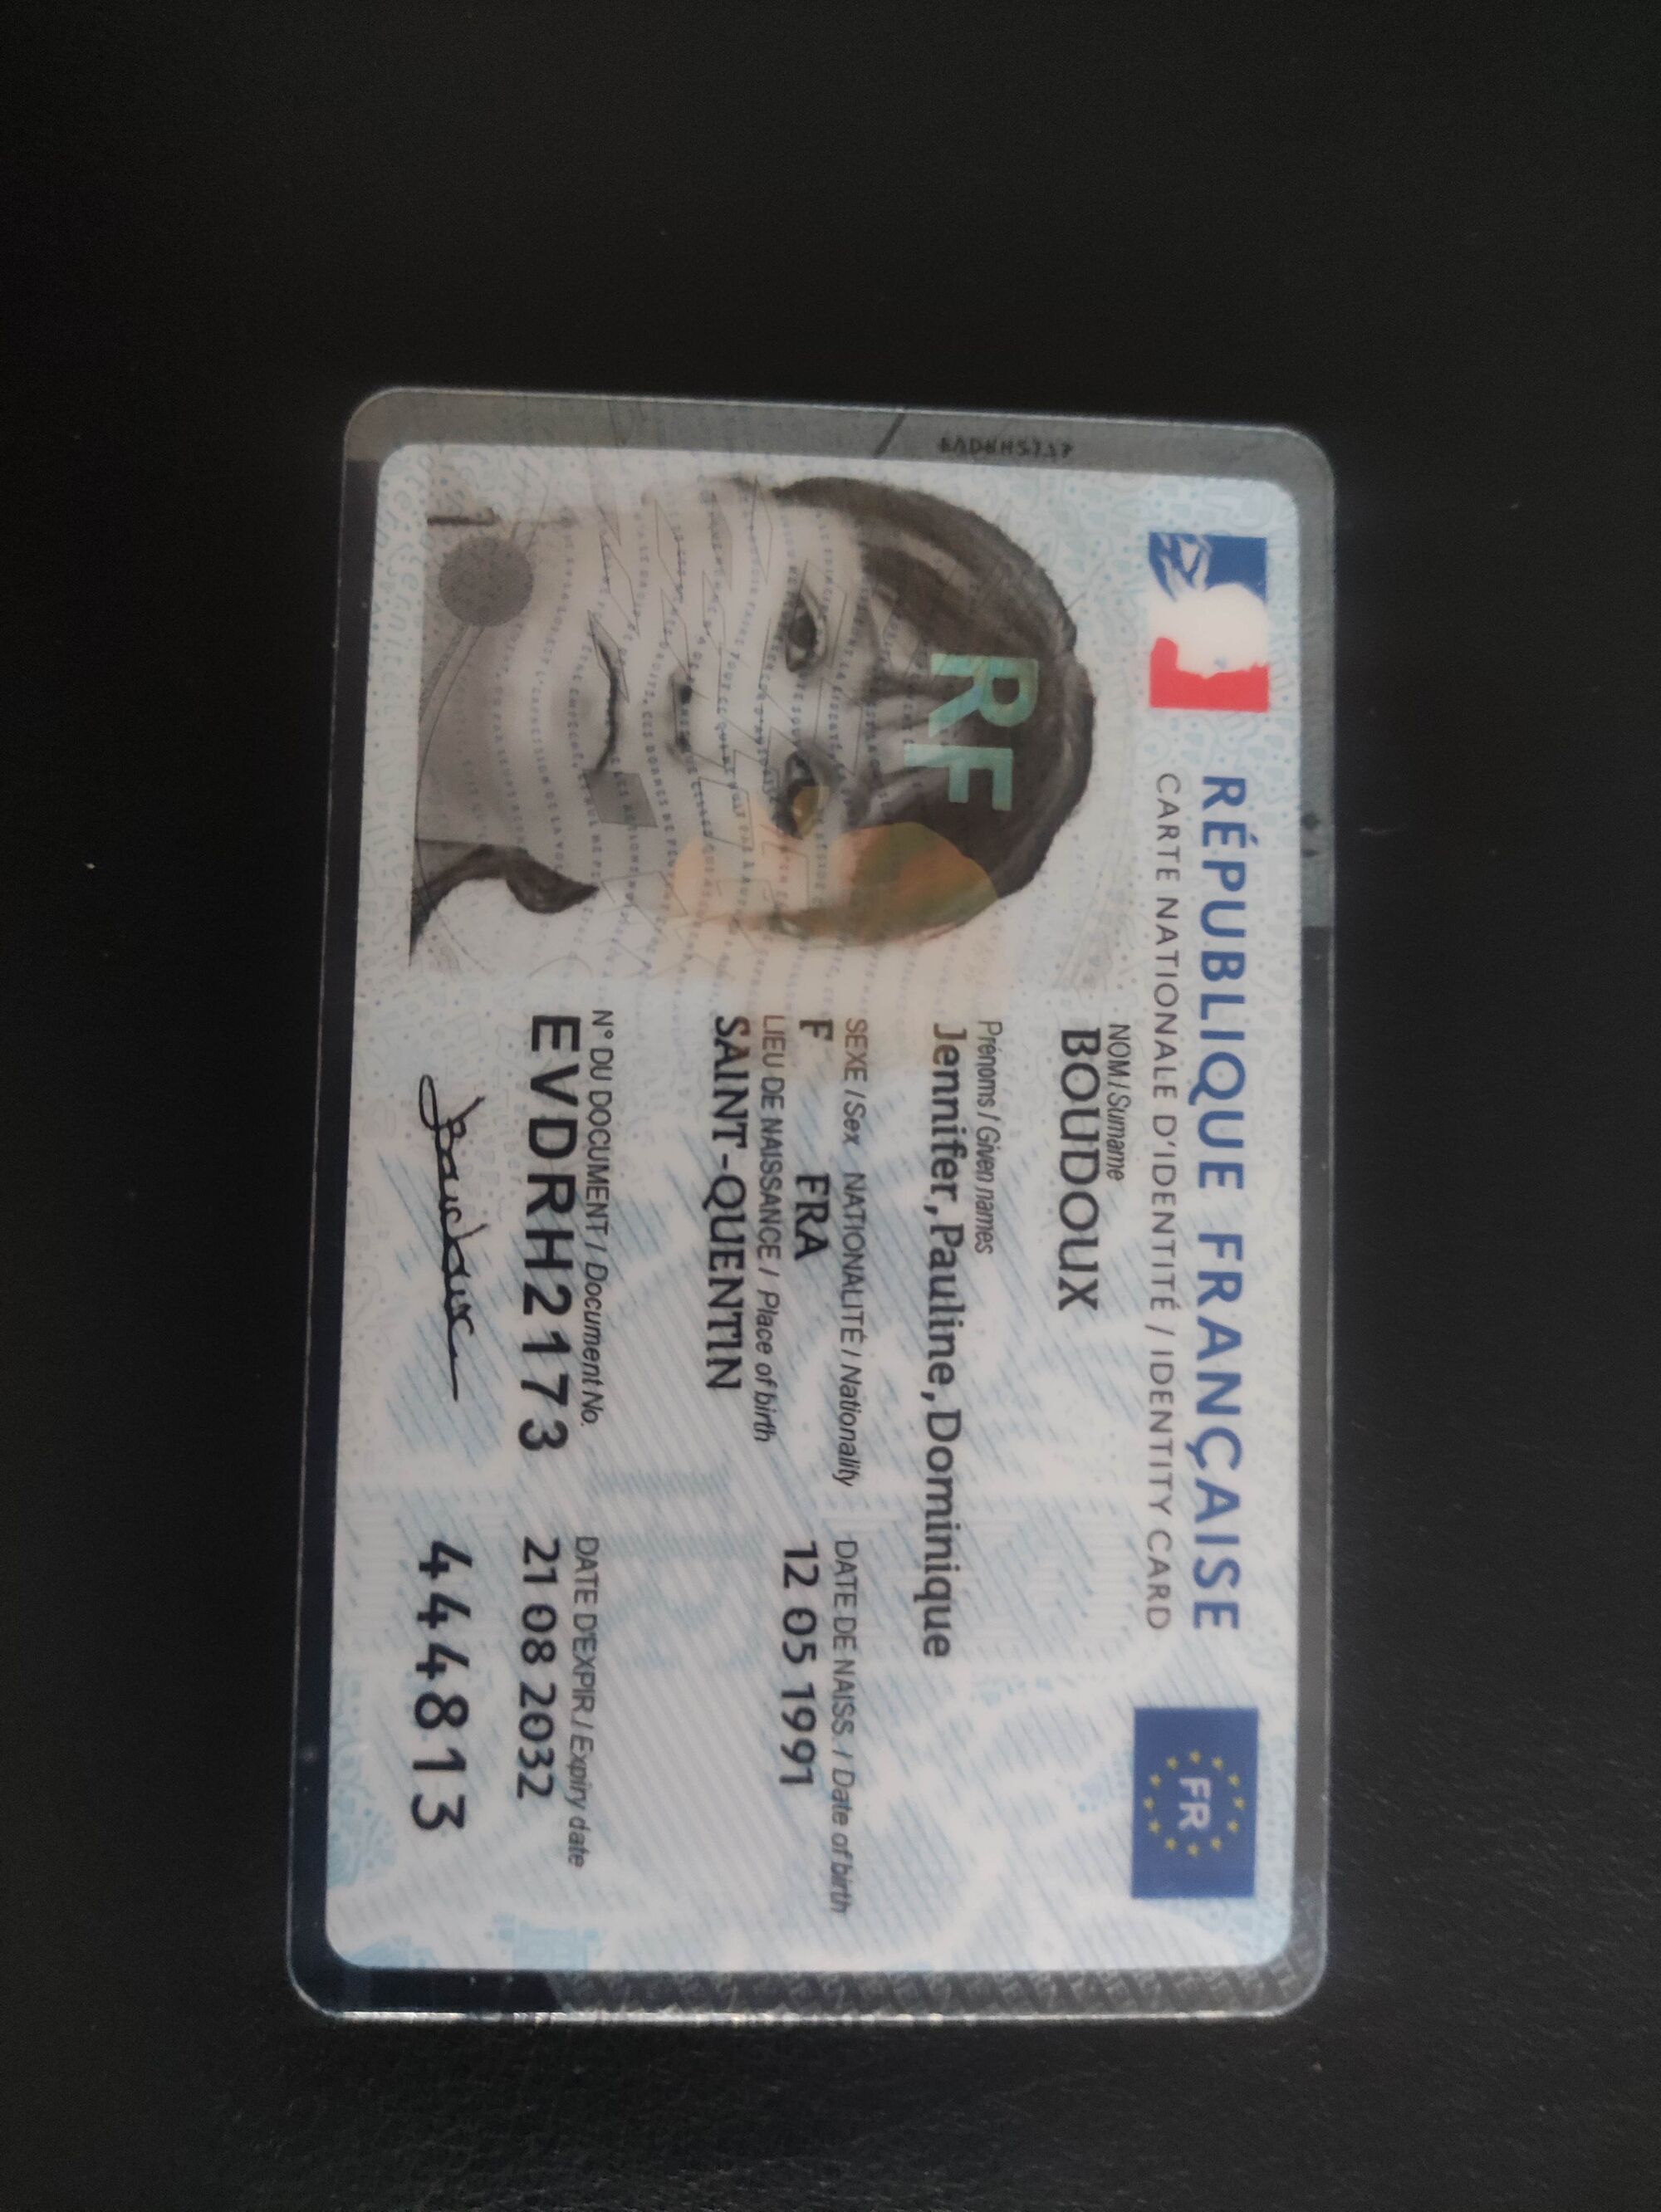 RÉPUBLIQUE FRANÇAISE
CARTE NATIONALE D'IDENTITÉ / IDENTITY CARD
FR
RF
NOM / Surname
BOUDOUX
Prénoms / Given names
Jennifer, Pauline, Dominique
SEXE / Sex NATIONALITÉ / Nationality DATE DE NAISS. / Date of birth
F FRA 12 05 1991
LIEU DE NAISSANCE / Place of birth
SAINT-QUENTIN
N° DU DOCUMENT / Document No. DATE D'EXPIR / Expiry date
EVDRH2173 21 08 2032
444813